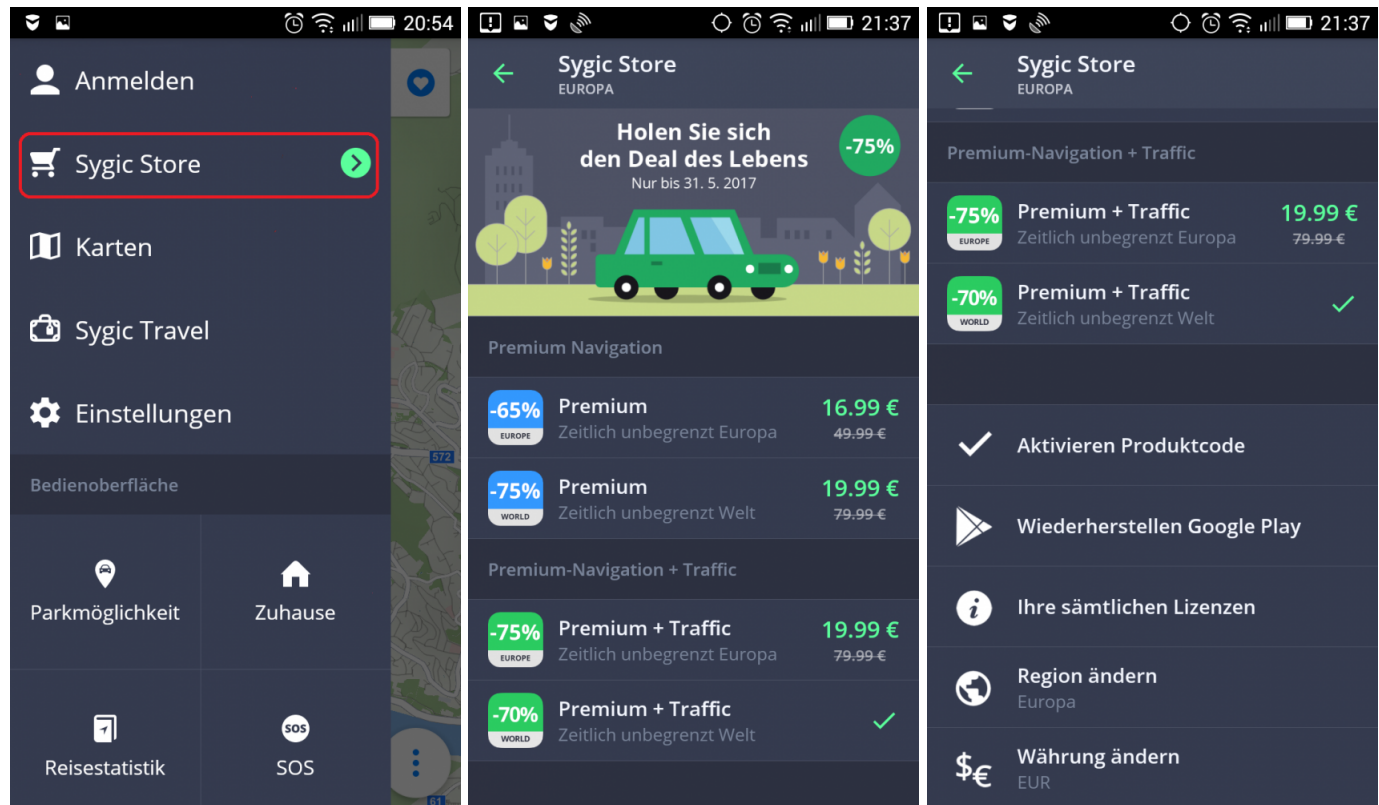 20:54
Anmelden
Sygic Store
Karten
Sygic Travel
Einstellungen
572
Bedienoberfläche
Parkmöglichkeit
Zuhause
SOS
Reisestatistik
SOS
61
21:37
Sygic Store
EUROPA
Holen Sie sich
den Deal des Lebens
Nur bis 31. 5. 2017
-75%
Premium Navigation
-65%
EUROPE
Premium
Zeitlich unbegrenzt Europa
16.99 €
49.99 €
-75%
WORLD
Premium
Zeitlich unbegrenzt Welt
19.99 €
79.99 €
Premium-Navigation + Traffic
-75%
EUROPE
Premium + Traffic
Zeitlich unbegrenzt Europa
19.99 €
79.99 €
-70%
WORLD
Premium + Traffic
Zeitlich unbegrenzt Welt
21:37
Sygic Store
EUROPA
Premium-Navigation + Traffic
-75%
EUROPE
Premium + Traffic
Zeitlich unbegrenzt Europa
19.99 €
79.99 €
-70%
WORLD
Premium + Traffic
Zeitlich unbegrenzt Welt
Aktivieren Produktcode
Wiederherstellen Google Play
Ihre sämtlichen Lizenzen
Region ändern
Europa
$€
Währung ändern
EUR